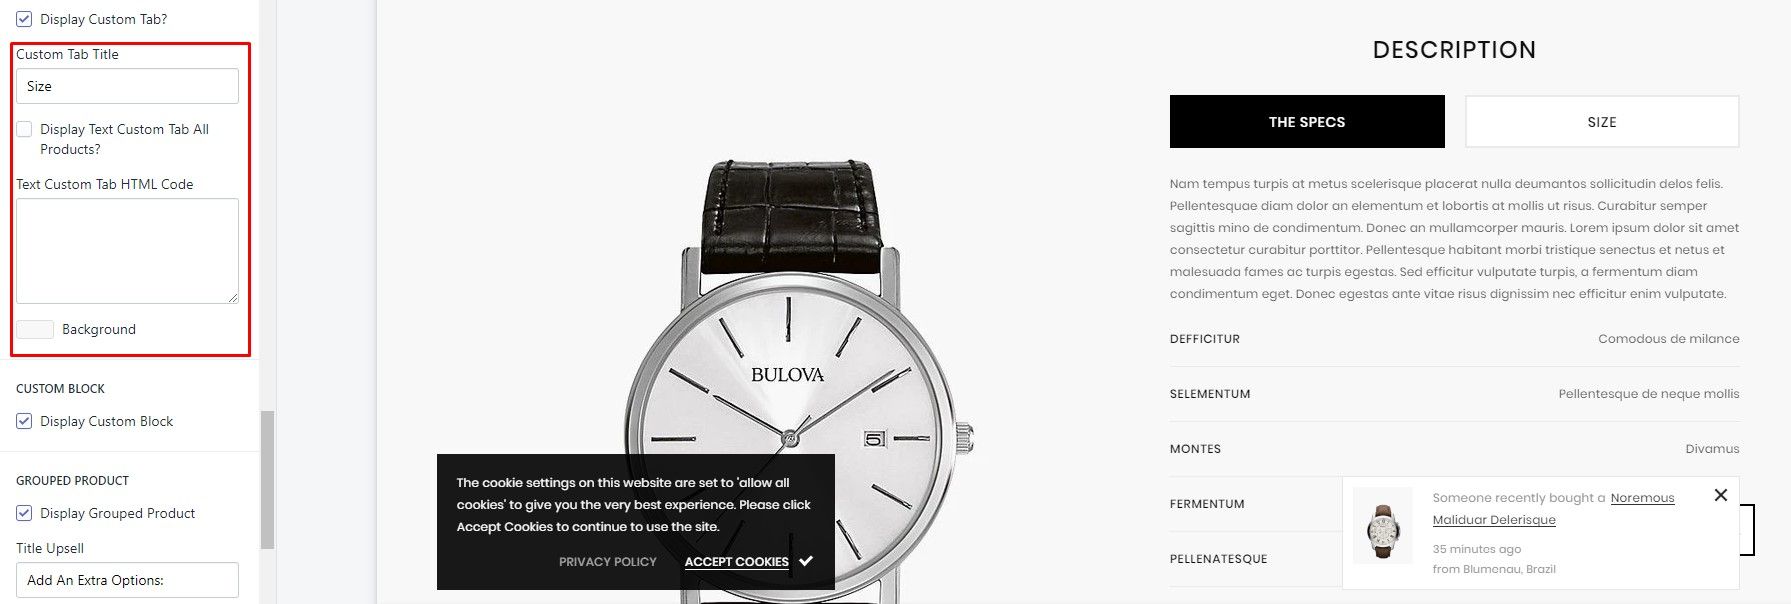 Display Custom Tab?
Custom Tab Title
Size
Display Text Custom Tab All
Products?
Text Custom Tab HTML Code
Background
CUSTOM BLOCK
Display Custom Block
GROUPED PRODUCT
Display Grouped Product
Title Upsell
Add An Extra Options:
BULOVA
5
The cookie settings on this website are set to 'allow all
cookies' to give you the very best experience. Please click
Accept Cookies to continue to use the site.
PRIVACY POLICY ACCEPT COOKIES
DESCRIPTION
THE SPECS SIZE
Nam tempus turpis at metus scelerisque placerat nulla deumantos sollicitudin delos felis.
Pellentesquae diam dolor an elementum et lobortis at mollis ut risus. Curabitur semper
sagittis mino de condimentum. Donec an mullamcorper mauris. Lorem ipsum dolor sit amet
consectetur curabitur porttitor. Pellentesque habitant morbi tristique senectus et netus et
malesuada fames ac turpis egestas. Sed efficitur vulputate turpis, a fermentum diam
condimentum eget. Donec egestas ante vitae risus dignissim nec efficitur enim vulputate.
DEFFICITUR Comodous de milance
SELEMENTUM Pellentesque de neque mollis
MONTES Divamus
FERMENTUM
PELLENATESQUE
Someone recently bought a Noremous
Maliduar Delerisque
35 minutes ago
from Blumenau, Brazil